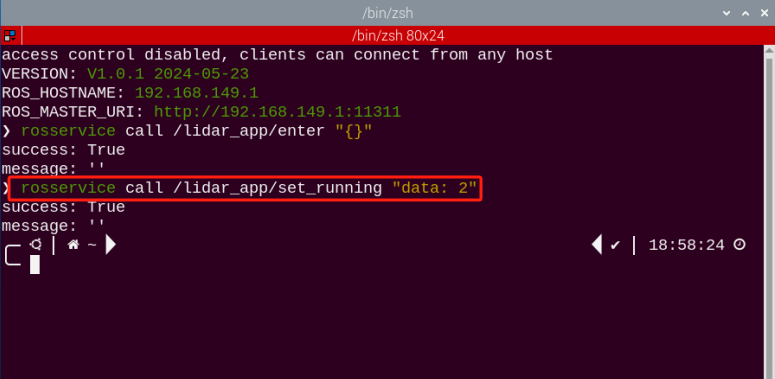 /bin/zsh
/bin/zsh 80x24
access control disabled, clients can connect from any host
VERSION: V1.0.1 2024-05-23
ROS_HOSTNAME: 192.168.149.1
ROS_MASTER_URI: http://192.168.149.1:11311
❯ rosservice call /lidar_app/enter "{}"
success: True
message: ''
❯ rosservice call /lidar_app/set_running "data: 2"
success: True
message: ''
~ ✔ 18:58:24